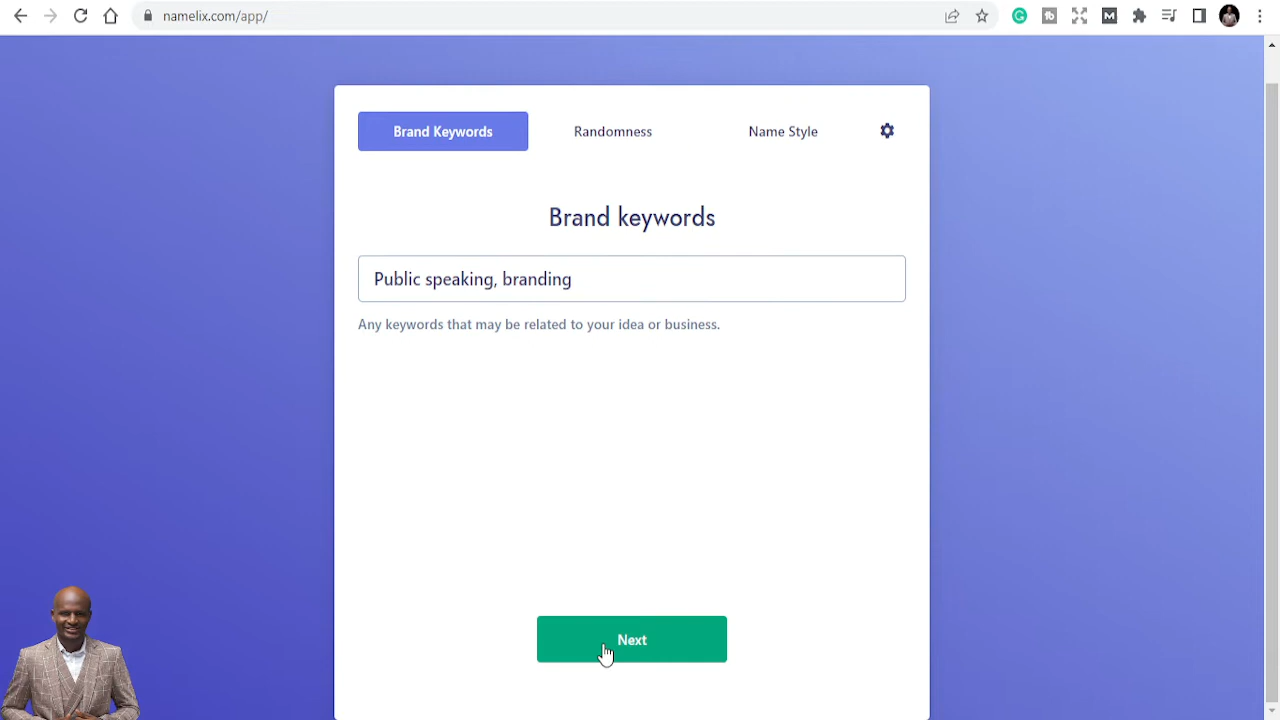 namelix.com/app/
Brand Keywords
Randomness
Name Style
Brand keywords
Public speaking, branding
Any keywords that may be related to your idea or business.
Next